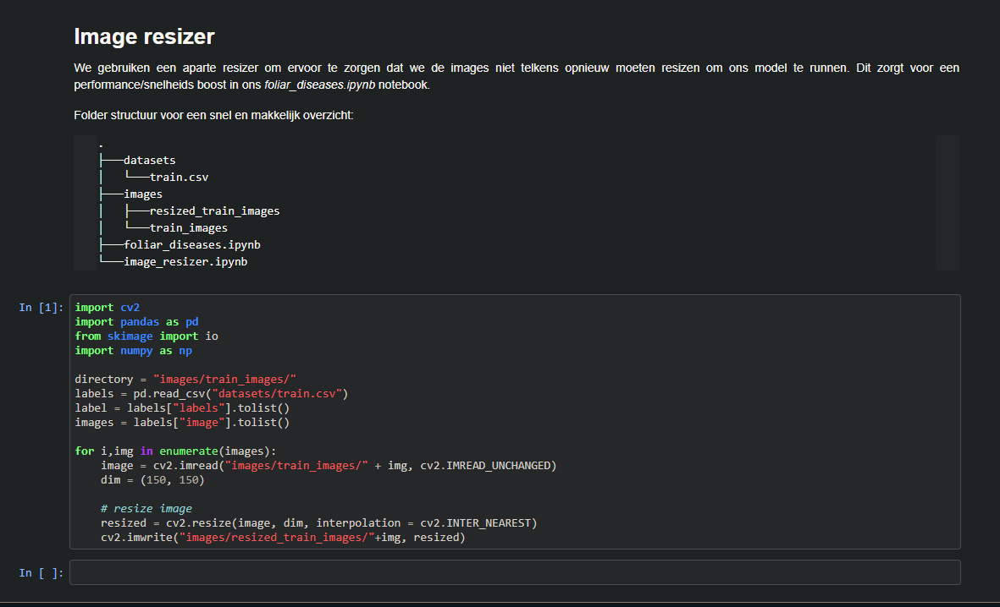 Image resizer
We gebruiken een aparte resizer om ervoor te zorgen dat we de images niet telkens opnieuw moeten resizen om ons model te runnen. Dit zorgt voor een
performance/snelheids boost in ons foliar_diseases.ipynb notebook.
Folder structuur voor een snel en makkelijk overzicht:
.
├──datasets
│   └──train.csv
├──images
│   ├──resized_train_images
│   └──train_images
├──foliar_diseases.ipynb
└──image_resizer.ipynb
In [1]: import cv2
import pandas as pd
from skimage import io
import numpy as np
directory = "images/train_images/"
labels = pd.read_csv("datasets/train.csv")
label = labels["labels"].tolist()
images = labels["image"].tolist()
for i,img in enumerate(images):
    image = cv2.imread("images/train_images/" + img, cv2.IMREAD_UNCHANGED)
    dim = (150, 150)
    # resize image
    resized = cv2.resize(image, dim, interpolation = cv2.INTER_NEAREST)
    cv2.imwrite("images/resized_train_images/"+img, resized)
In [ ]: